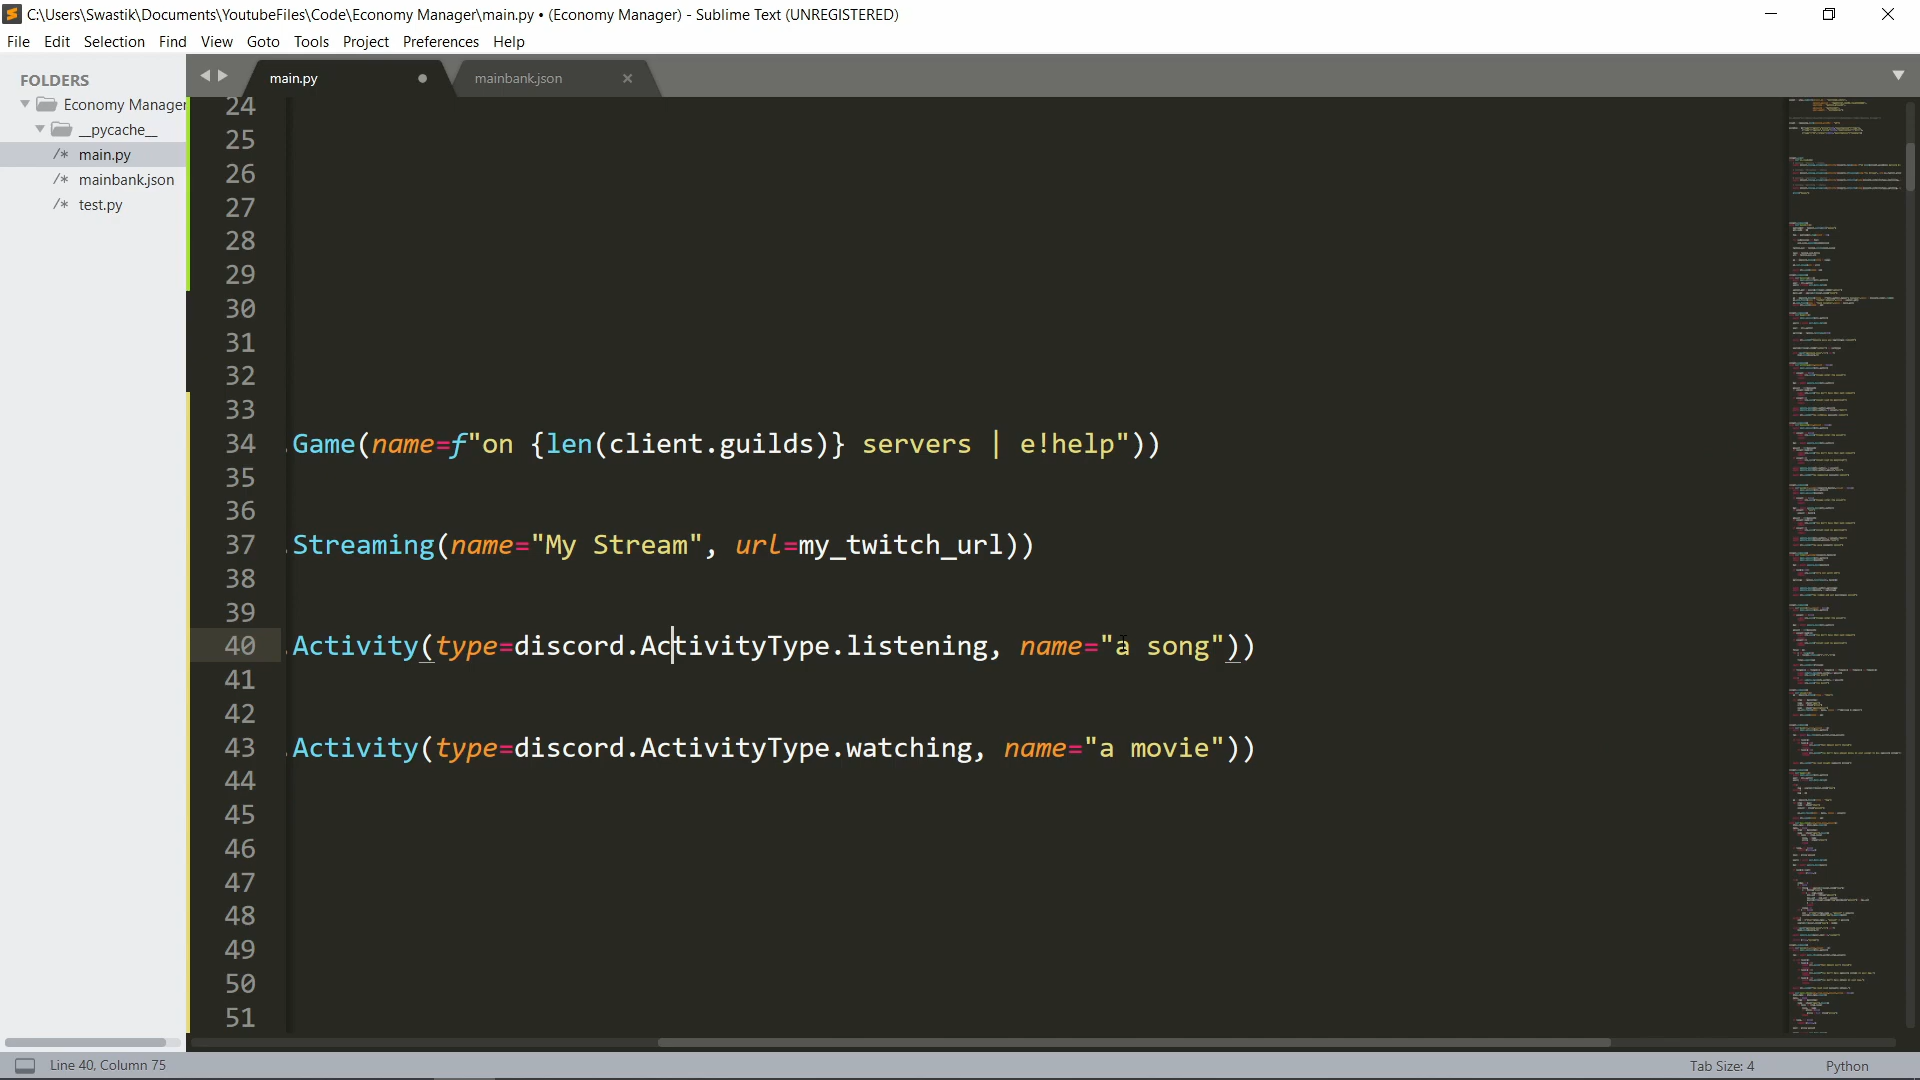 C:\Users\Swastik\Documents\YoutubeFiles\Code\Economy Manager\main.py • (Economy Manager) - Sublime Text (UNREGISTERED)
File Edit Selection Find View Goto Tools Project Preferences Help
FOLDERS
Economy Manager
__pycache__
/* main.py
/* mainbank.json
/* test.py
main.py
mainbank.json
24
25
26
27
28
29
30
31
32
33
34 .Game(name=f"on {len(client.guilds)} servers | e!help"))
35
36
37 .Streaming(name="My Stream", url=my_twitch_url))
38
39
40 .Activity(type=discord.ActivityType.listening, name="a song"))
41
42
43 .Activity(type=discord.ActivityType.watching, name="a movie"))
44
45
46
47
48
49
50
51
Line 40, Column 75
Tab Size: 4
Python